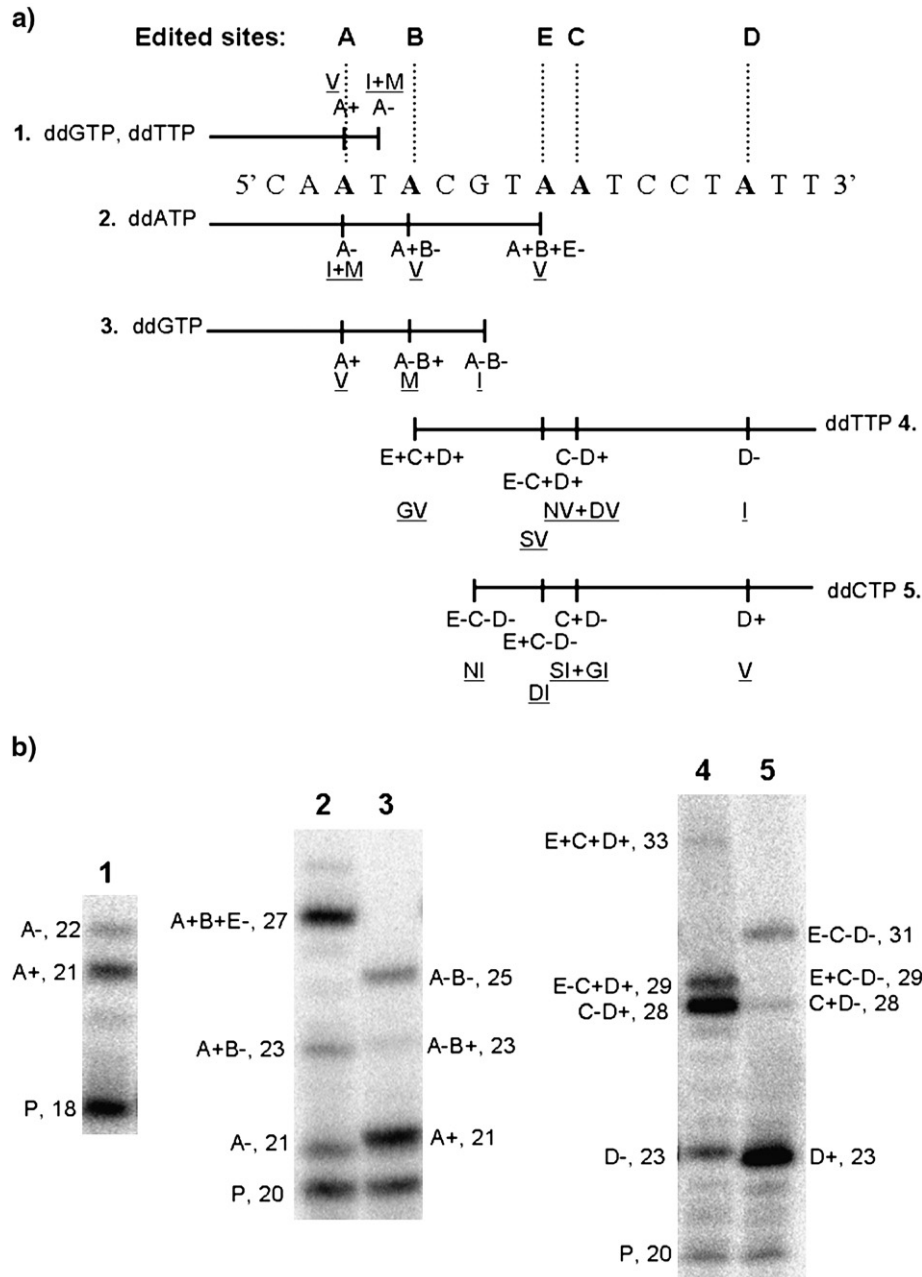 a)
Edited sites: A B E C D
V I+M
A+ A-
1. ddGTP, ddTTP
5' C A A T A C G T A A T C C T A T T 3'
2. ddATP
A- A+B- A+B+E-
I+M V V
3. ddGTP
A+ A-B+ A-B-
V M I
ddTTP 4.
E+C+D+ C-D+ D-
E-C+D+
GV NV+DV I
SV
ddCTP 5.
E-C-D- C+D- D+
E+C-D-
NI SI+GI V
DI
b)
1
A-, 22
A+, 21
P, 18
2 3
A+B+E-, 27
A-B-, 25
A+B-, 23 A-B+, 23
A-, 21 A+, 21
P, 20
4 5
E+C+D+, 33
E-C-D-, 31
E-C+D+, 29 E+C-D-, 29
C-D+, 28 C+D-, 28
D-, 23 D+, 23
P, 20